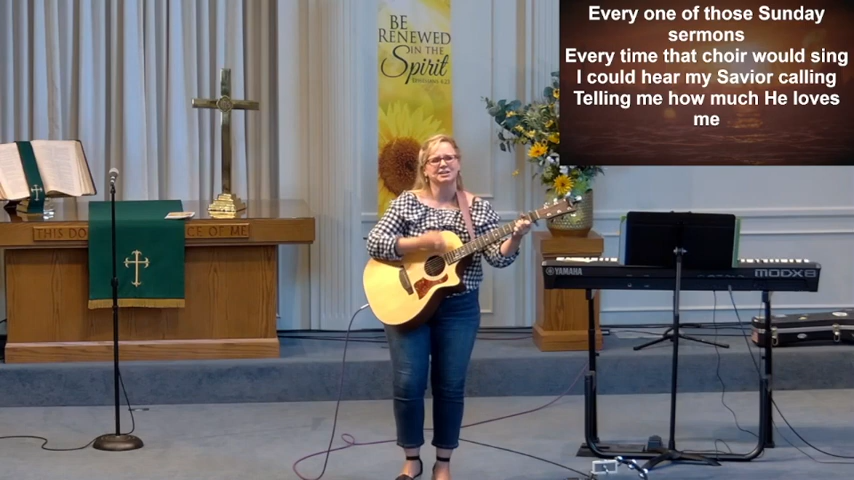 BE
RENEWED
IN THE
Spirit
Every one of those Sunday
sermons
Every time that choir would sing
I could hear my Savior calling
Telling me how much He loves
me
THIS DO
CE OF ME
YAMAHA
MODX8